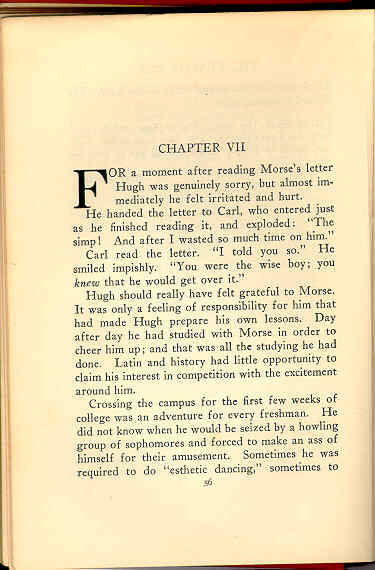 CHAPTER VII
FOR a moment after reading Morse's letter
Hugh was genuinely sorry, but almost im-
mediately he felt irritated and hurt.
He handed the letter to Carl, who entered just
as he finished reading it, and exploded: "The
simp! And after I wasted so much time on him."
Carl read the letter. "I told you so." He
smiled impishly. "You were the wise boy; you
knew that he would get over it."
Hugh should really have felt grateful to Morse.
It was only a feeling of responsibility for him that
had made Hugh prepare his own lessons. Day
after day he had studied with Morse in order to
cheer him up; and that was all the studying he had
done. Latin and history had little opportunity to
claim his interest in competition with the excitement
around him.
Crossing the campus for the first few weeks of
college was an adventure for every freshman. He
did not know when he would be seized by a howling
group of sophomores and forced to make an ass of
himself for their amusement. Sometimes he was
required to do "esthetic dancing," sometimes to
56